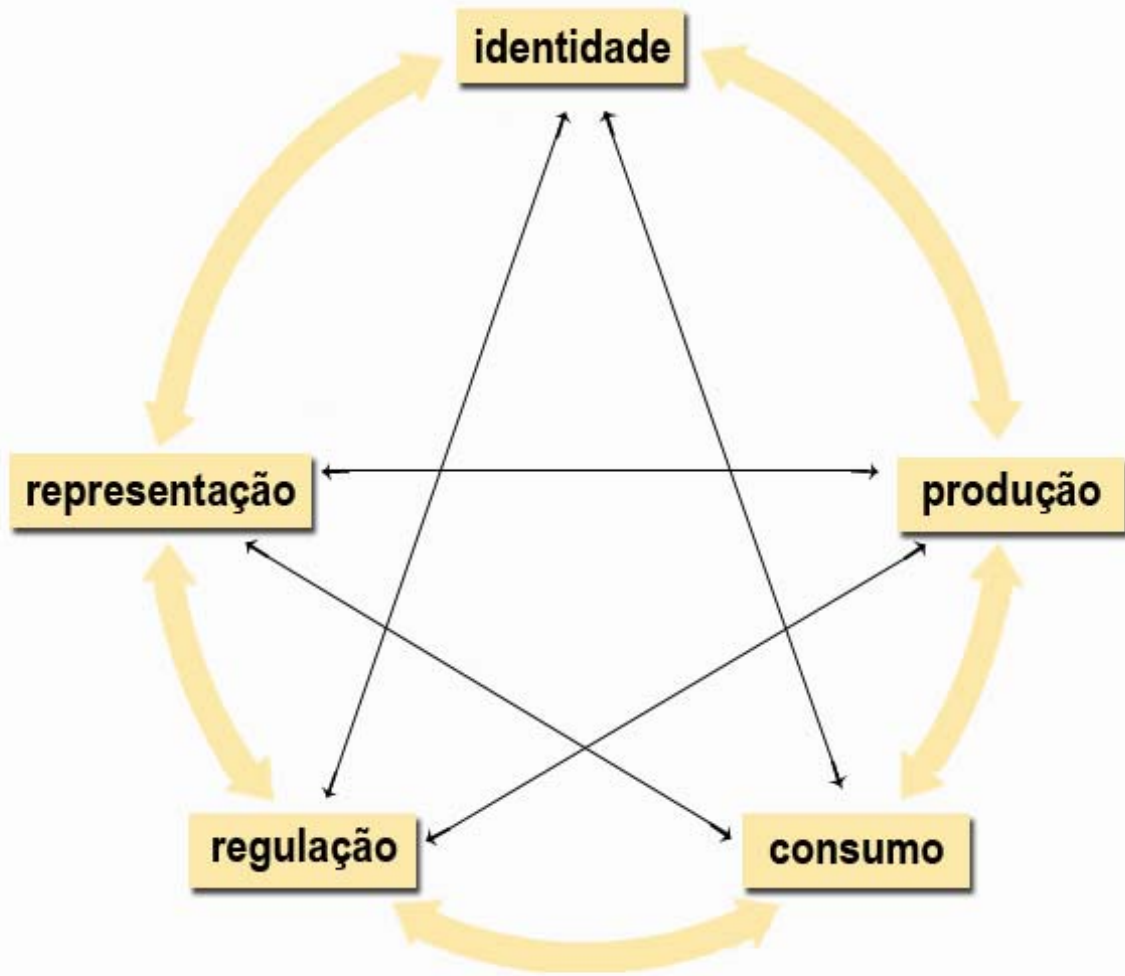 identidade
representação
produção
regulação
consumo